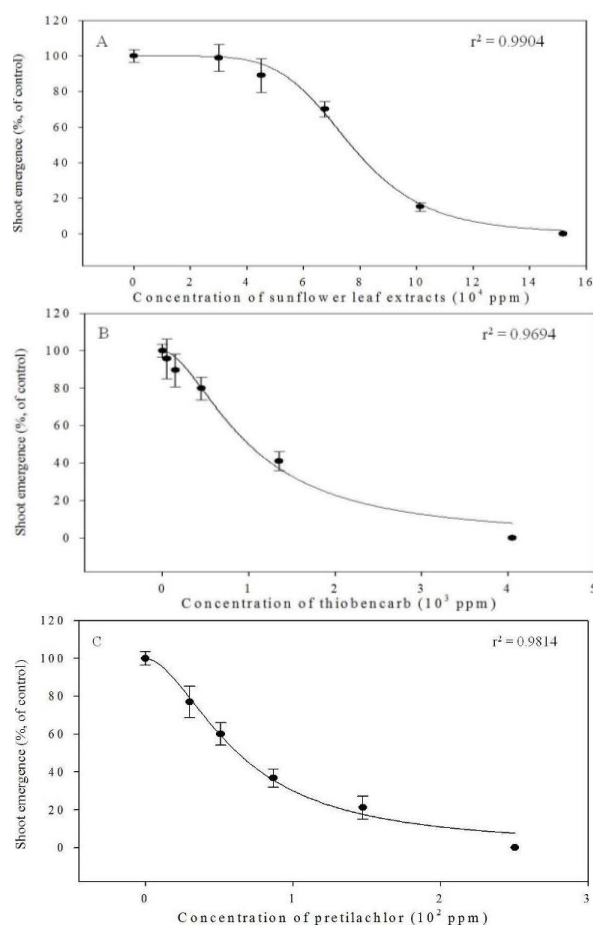 120
A
r² = 0.9904
100
80
60
40
20
0
Shoot emergence (%, of control)
0 2 4 6 8 10 12 14 16
Concentration of sunflower leaf extracts (10⁴ ppm)
120
B
r² = 0.9694
100
80
60
40
20
0
Shoot emergence (%, of control)
0 1 2 3 4 5
Concentration of thiobencarb (10³ ppm)
120
C
r² = 0.9814
100
80
60
40
20
0
Shoot emergence (%, of control)
0 1 2 3
Concentration of pretilachlor (10² ppm)